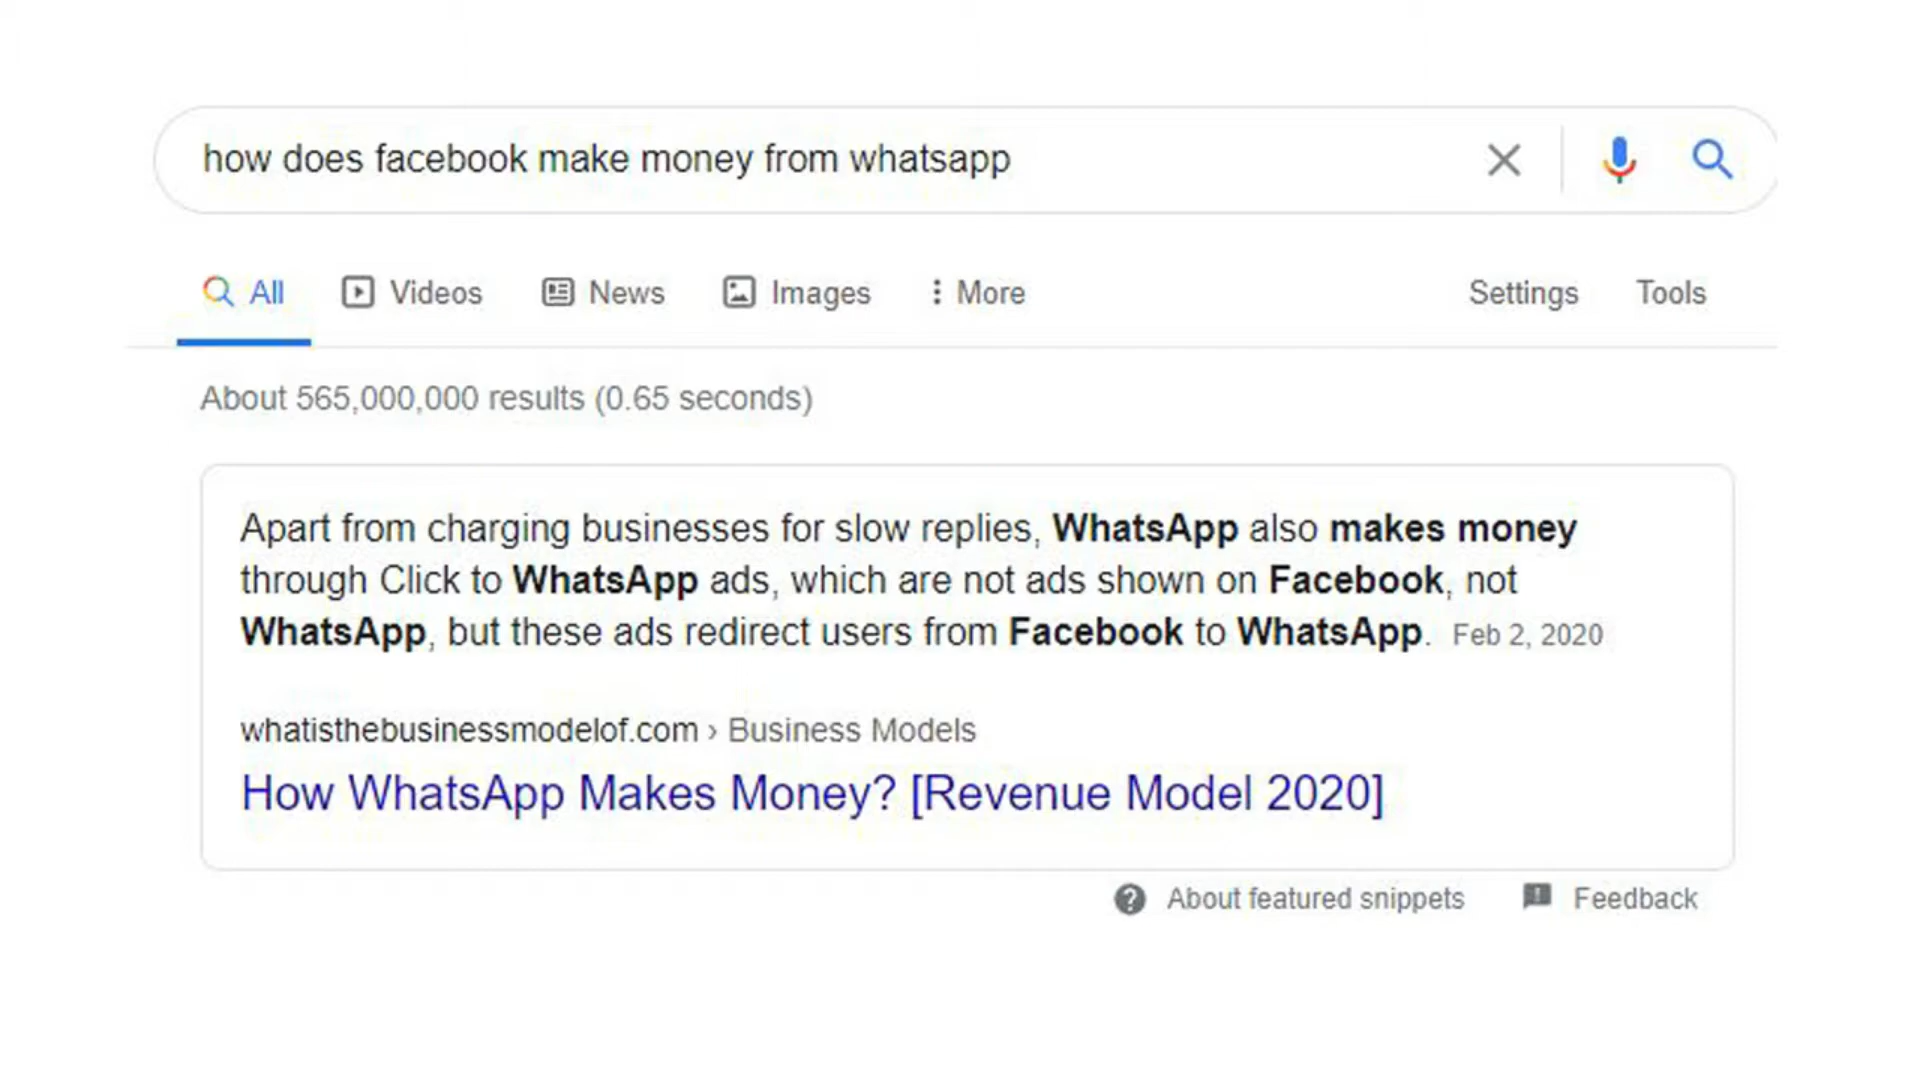 how does facebook make money from whatsapp
All Videos News Images More Settings Tools
About 565,000,000 results (0.65 seconds)
Apart from charging businesses for slow replies, WhatsApp also makes money
through Click to WhatsApp ads, which are not ads shown on Facebook, not
WhatsApp, but these ads redirect users from Facebook to WhatsApp. Feb 2, 2020
whatisthebusinessmodelof.com › Business Models
How WhatsApp Makes Money? [Revenue Model 2020]
About featured snippets Feedback